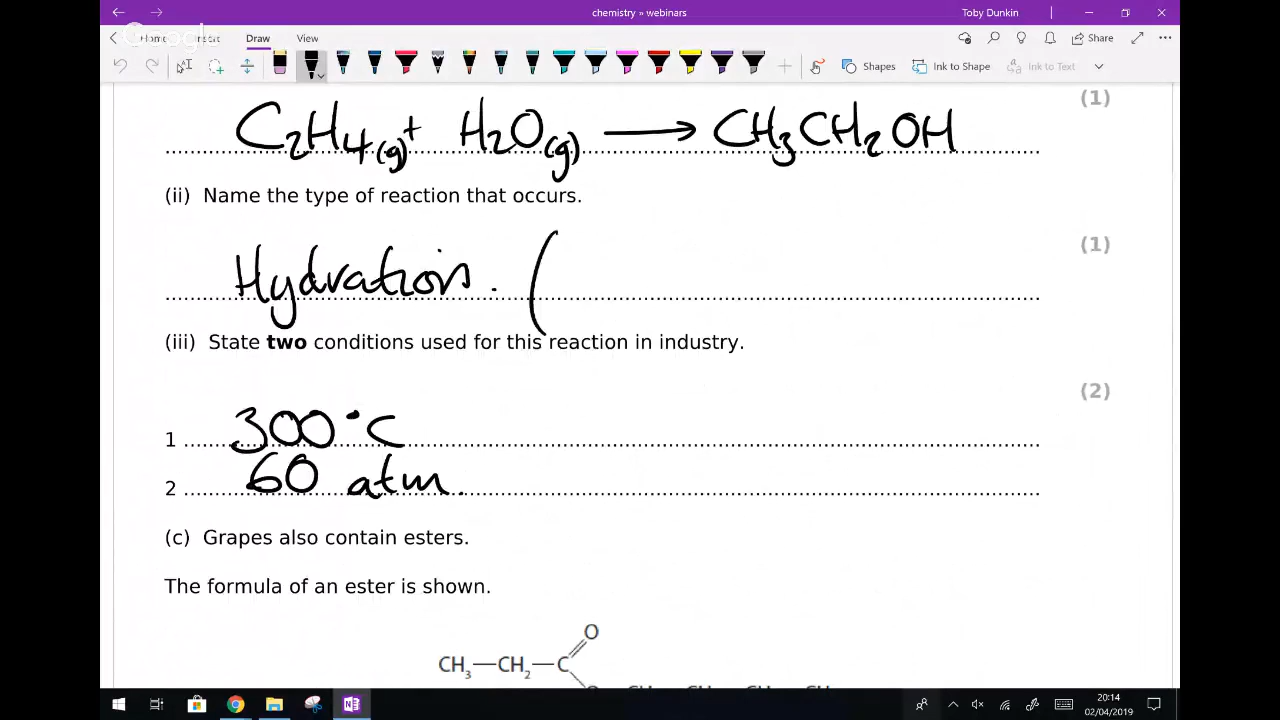 chemistry » webinars
Toby Dunkin
Google
Home Insert Draw View
Share
Shapes Ink to Shape Ink to Text
(1)
C₂H₄(g) + H₂O(g) → CH₃CH₂OH
(ii) Name the type of reaction that occurs.
(1)
Hydration. (
(iii) State two conditions used for this reaction in industry.
(2)
1 300°C
2 60 atm.
(c) Grapes also contain esters.
The formula of an ester is shown.
O
CH₃—CH₂—C
20:14
02/04/2019